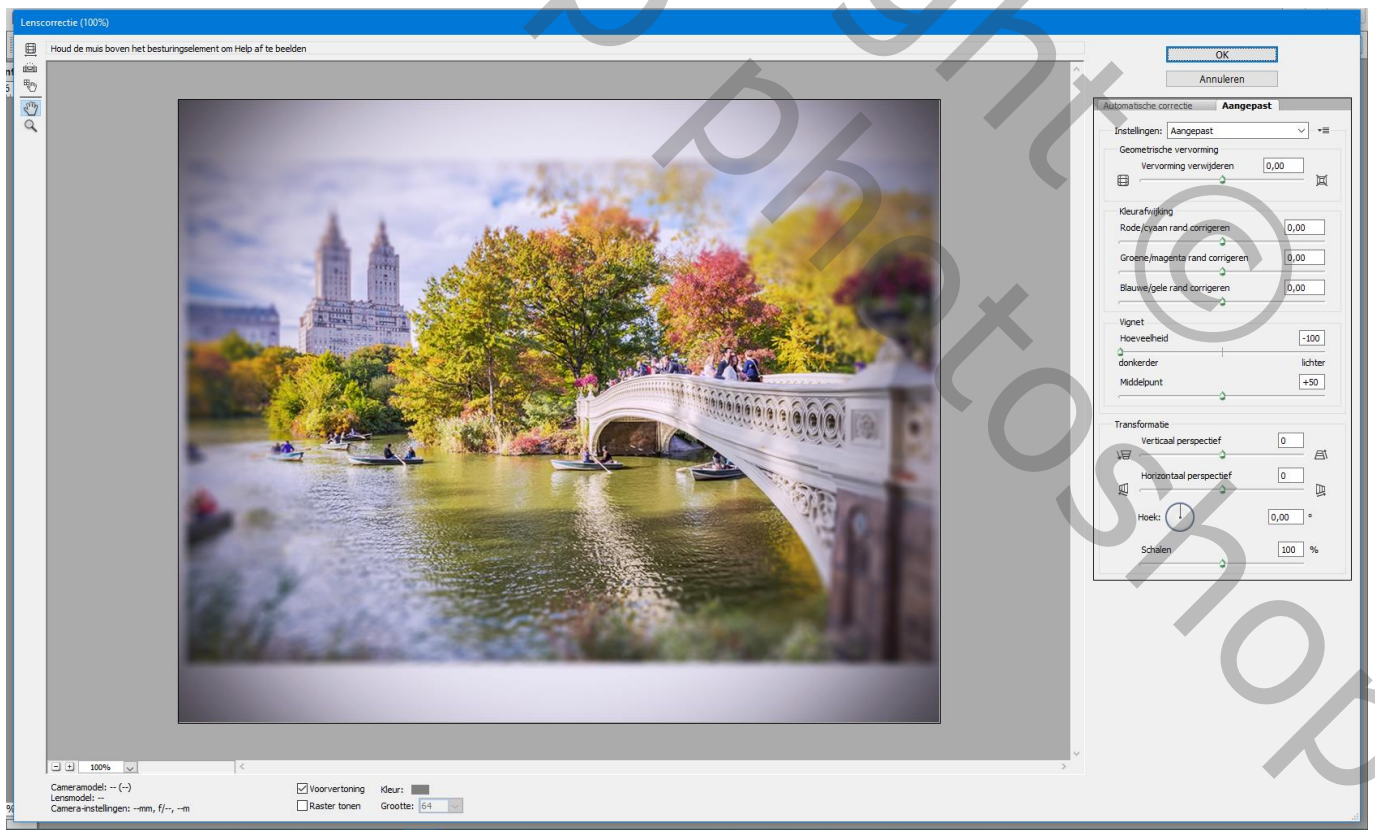 Lenscorrectie (100%)
Houd de muis boven het besturingselement om Help af te beelden
OK
Annuleren
Automatische correctie Aangepast
Instellingen: Aangepast
Geometrische vervorming
Vervorming verwijderen 0,00
Kleurafwijking
Rode/cyaan rand corrigeren 0,00
Groene/magenta rand corrigeren 0,00
Blauwe/gele rand corrigeren 0,00
Vignet
Hoeveelheid -100
donkerder lichter
Middelpunt +50
Transformatie
Verticaal perspectief 0
Horizontaal perspectief 0
Hoek: 0,00 °
Schalen 100 %
100%
Cameramodel: -- (--)
Lensmodel: --
Camera-instellingen: --mm, f/--, --m
Voorvertoning Kleur:
Raster tonen Grootte: 64
©
photoshop